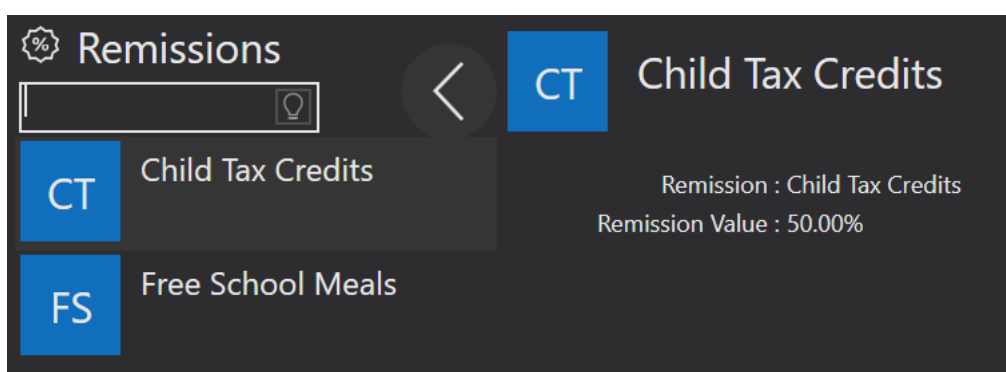 Remissions
CT
Child Tax Credits
FS
Free School Meals
CT
Child Tax Credits
Remission : Child Tax Credits
Remission Value : 50.00%